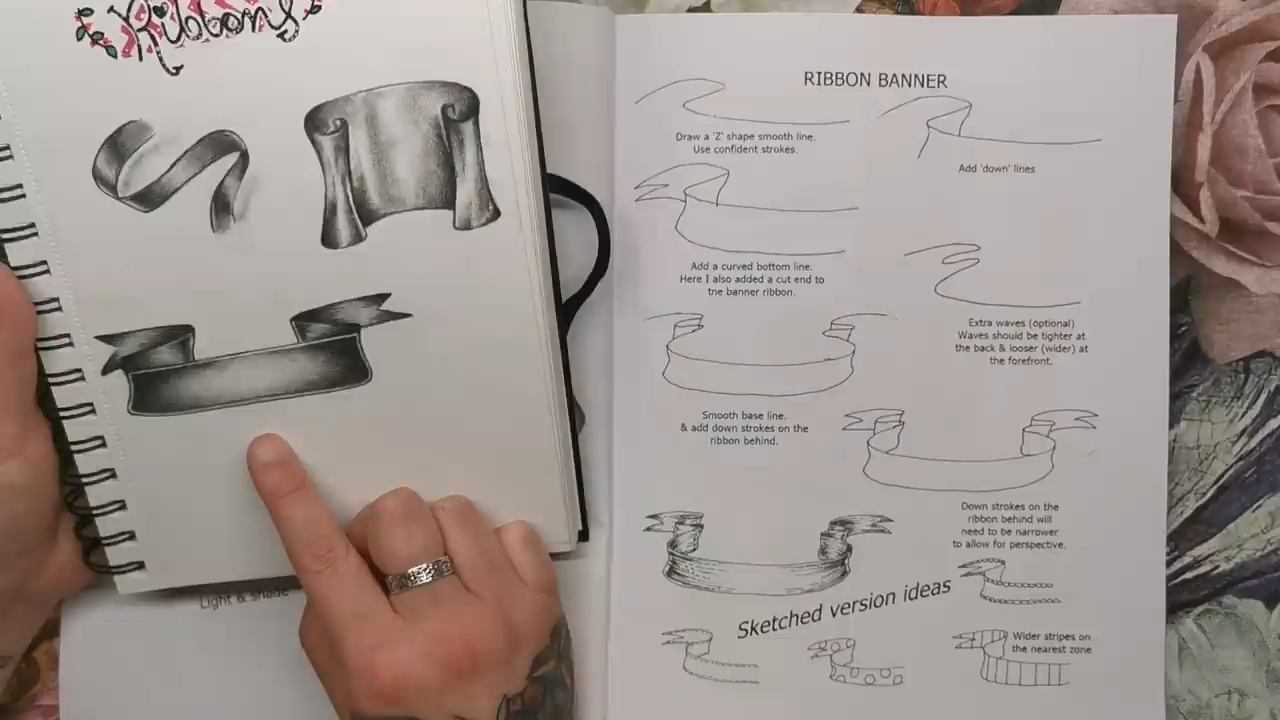 Ribbons
Light & shade
RIBBON BANNER
Draw a 'Z' shape smooth line.
Use confident strokes.
Add 'down' lines
Add a curved bottom line.
Here I also added a cut end to
the banner ribbon.
Extra waves (optional)
Waves should be tighter at
the back & looser (wider) at
the forefront.
Smooth base line.
& add down strokes on the
ribbon behind.
Down strokes on the
ribbon behind will
need to be narrower
to allow for perspective.
Sketched version ideas
Wider stripes on
the nearest zone